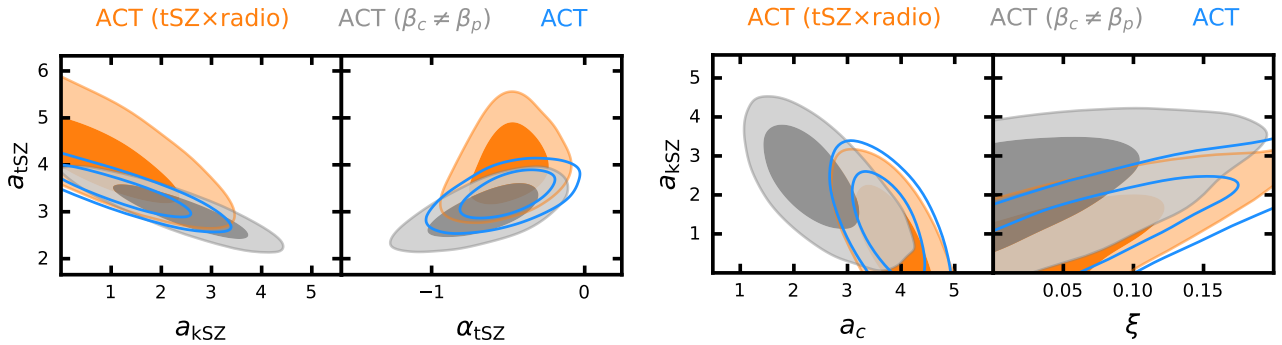 ACT (tSZ×radio) ACT (β_c ≠ β_p) ACT
a_tSZ
6
5
4
3
2
1 2 3 4 5
−1 0
a_kSZ α_tSZ
ACT (tSZ×radio) ACT (β_c ≠ β_p) ACT
a_kSZ
5
4
3
2
1
1 2 3 4 5
0.05 0.10 0.15
a_c ξ